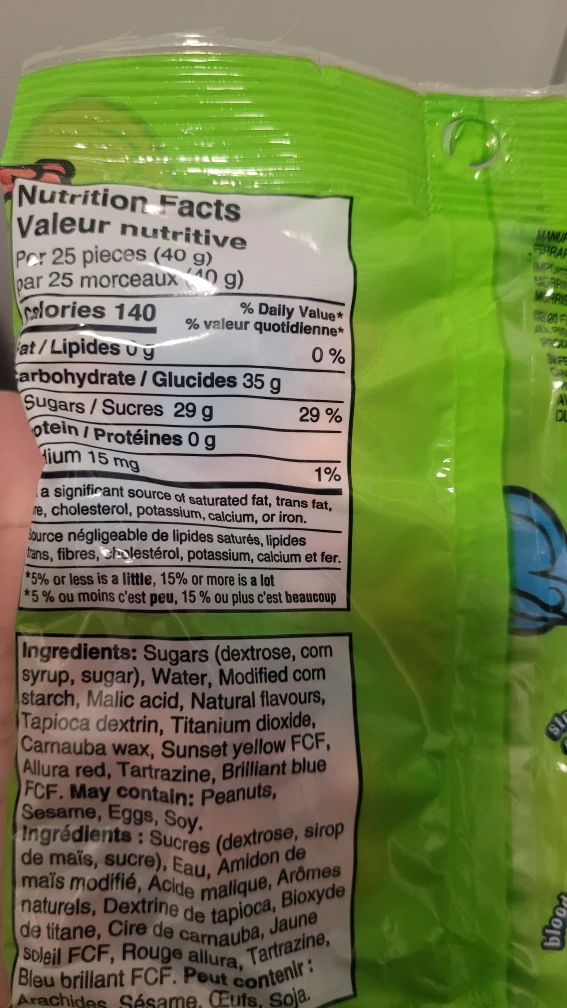 Nutrition Facts
Valeur nutritive
Per 25 pieces (40 g)
par 25 morceaux (40 g)
Calories 140
% Daily Value*
% valeur quotidienne*
Fat / Lipides 0 g 0 %
Carbohydrate / Glucides 35 g
Sugars / Sucres 29 g 29 %
otein / Protéines 0 g
dium 15 mg 1%
a significant source of saturated fat, trans fat,
re, cholesterol, potassium, calcium, or iron.
Source négligeable de lipides saturés, lipides
trans, fibres, cholestérol, potassium, calcium et fer.
*5% or less is a little, 15% or more is a lot
*5 % ou moins c'est peu, 15 % ou plus c'est beaucoup
Ingredients: Sugars (dextrose, corn
syrup, sugar), Water, Modified corn
starch, Malic acid, Natural flavours,
Tapioca dextrin, Titanium dioxide,
Carnauba wax, Sunset yellow FCF,
Allura red, Tartrazine, Brilliant blue
FCF. May contain: Peanuts,
Sesame, Eggs, Soy.
Ingrédients : Sucres (dextrose, sirop
de maïs, sucre), Eau, Amidon de
maïs modifié, Acide malique, Arômes
naturels, Dextrine de tapioca, Bioxyde
de titane, Cire de carnauba, Jaune
soleil FCF, Rouge allura, Tartrazine,
Bleu brillant FCF. Peut contenir :
Arachides, Sésame, Œufs, Soja.
blood